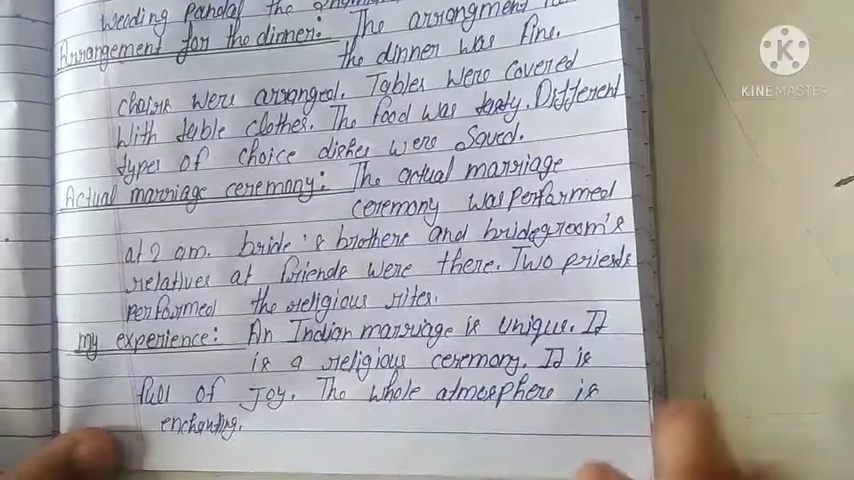 Weading Pandal the
Arrangement for the dinner: The arrangment
the dinner was fine.
chairs were arranged. Tables were covered
With table clothes. The food was tasty. Different
types of choice dishes were Saved.
Actual marriage ceremony: The actual marriage
ceremony was performed
at 2 am. bride's brothers and bridegroom's
relatives at friends were there. Two priests
performed the religious rites.
my experience: An Indian marriage is unique. It
is a religious ceremony. It is
full of Joy. The whole atmosphere is
enchanting.
KINEMASTER